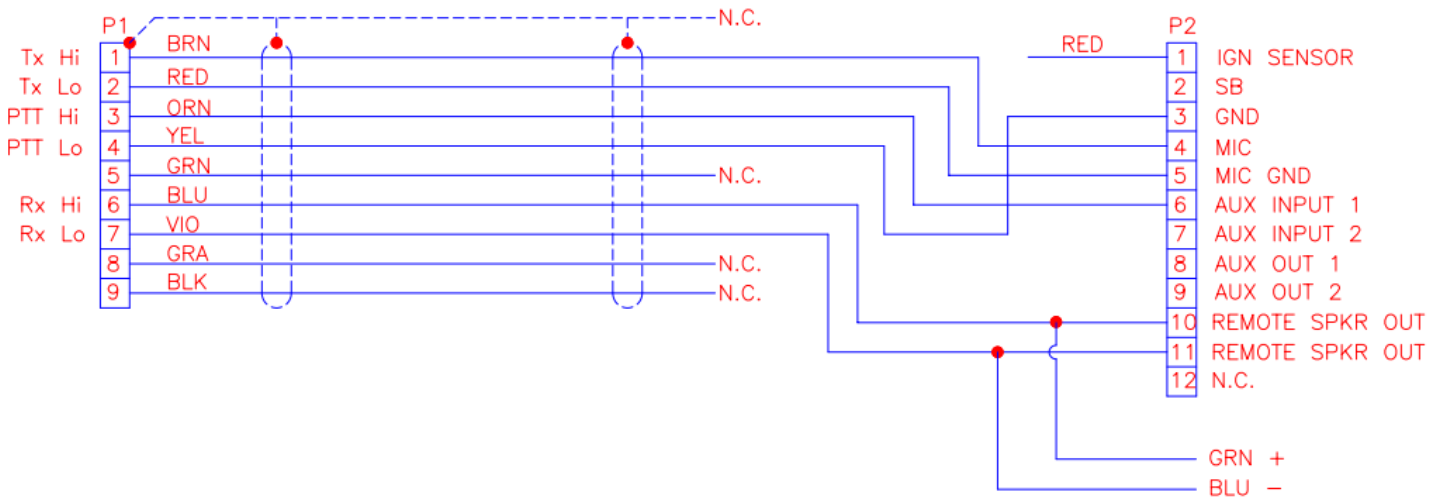 N.C.
P1
P2
BRN
RED
Tx Hi 1
1 IGN SENSOR
RED
Tx Lo 2
2 SB
ORN
PTT Hi 3
3 GND
YEL
PTT Lo 4
4 MIC
GRN
5 N.C.
5 MIC GND
BLU
Rx Hi 6
6 AUX INPUT 1
VIO
Rx Lo 7
7 AUX INPUT 2
GRA
8 N.C.
8 AUX OUT 1
BLK
9 N.C.
9 AUX OUT 2
10 REMOTE SPKR OUT
11 REMOTE SPKR OUT
12 N.C.
GRN +
BLU -